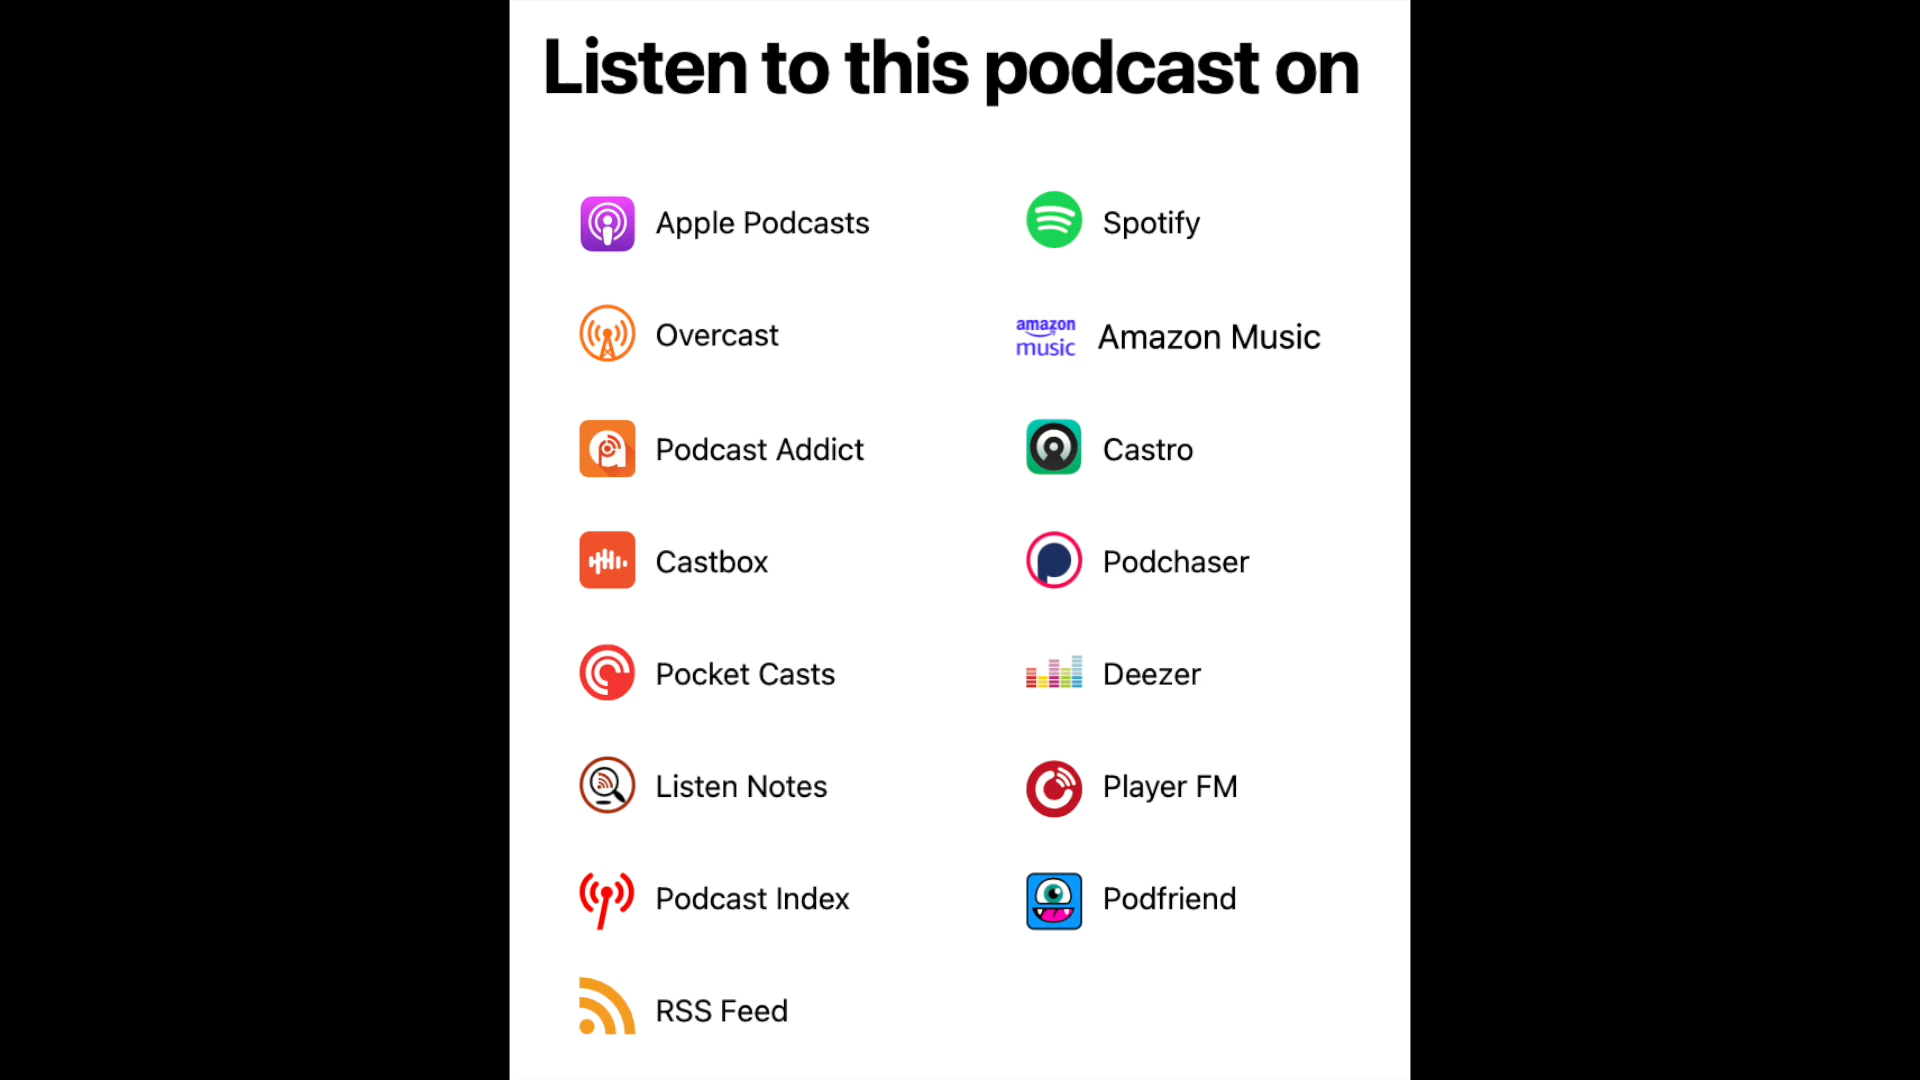 Listen to this podcast on
Apple Podcasts
Spotify
Overcast
amazon
music
Amazon Music
Podcast Addict
Castro
Castbox
Podchaser
Pocket Casts
Deezer
Listen Notes
Player FM
Podcast Index
Podfriend
RSS Feed